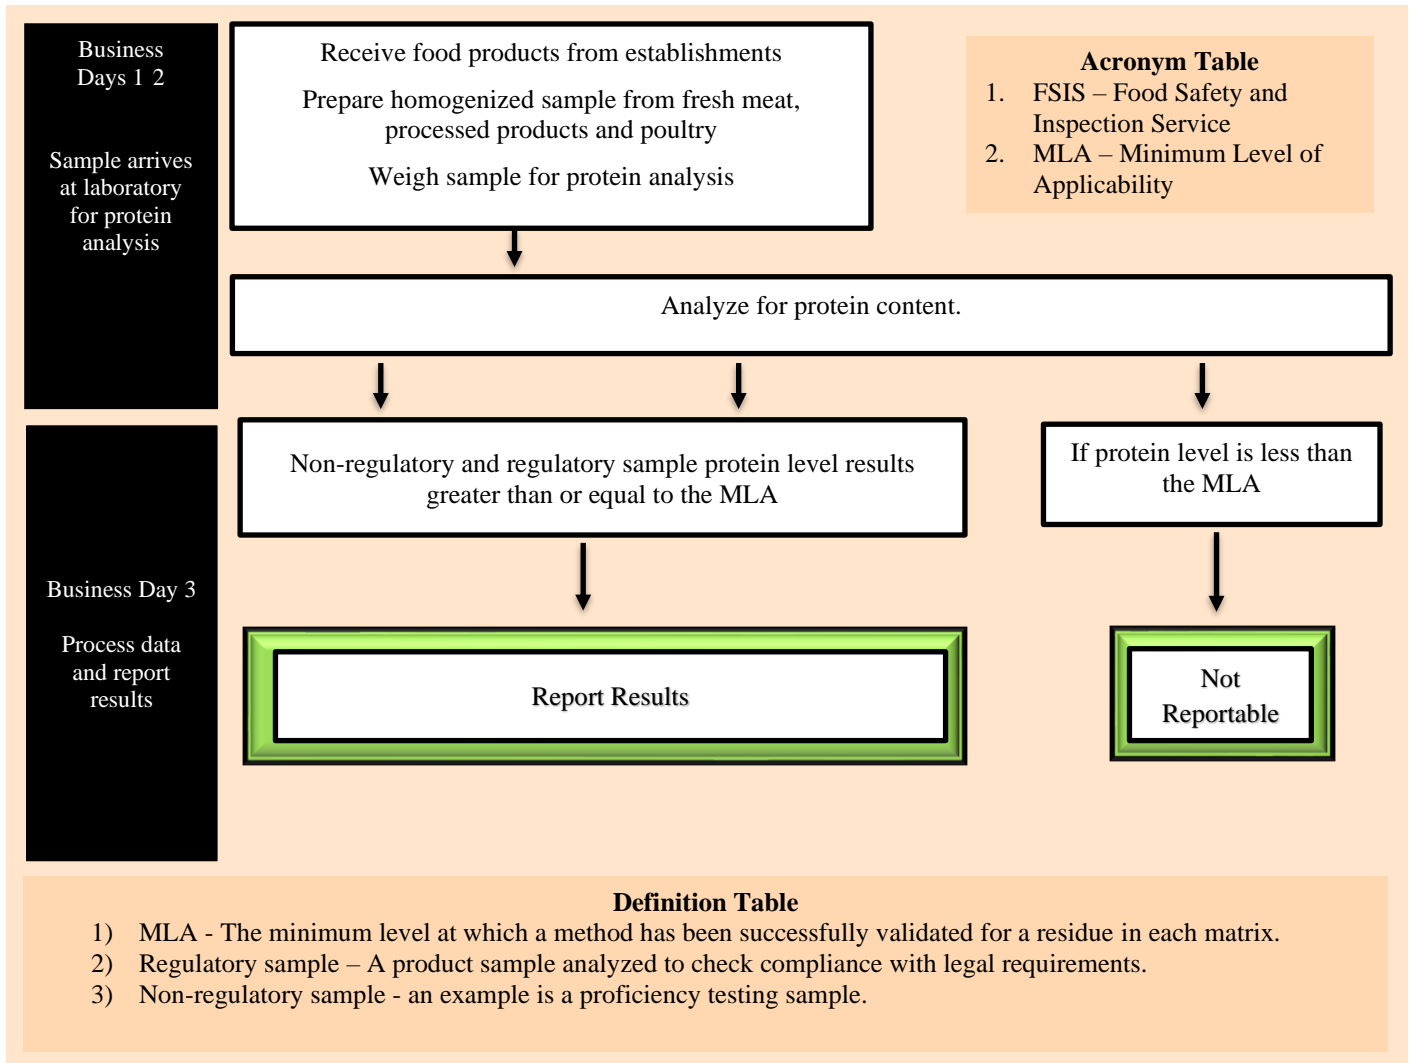 Business
Days 1 2
Sample arrives
at laboratory
for protein
analysis
Receive food products from establishments
Prepare homogenized sample from fresh meat,
processed products and poultry
Weigh sample for protein analysis
Acronym Table
1. FSIS – Food Safety and
Inspection Service
2. MLA – Minimum Level of
Applicability
Analyze for protein content.
Non-regulatory and regulatory sample protein level results
greater than or equal to the MLA
If protein level is less than
the MLA
Business Day 3
Process data
and report
results
Report Results
Not
Reportable
Definition Table
1) MLA - The minimum level at which a method has been successfully validated for a residue in each matrix.
2) Regulatory sample – A product sample analyzed to check compliance with legal requirements.
3) Non-regulatory sample - an example is a proficiency testing sample.